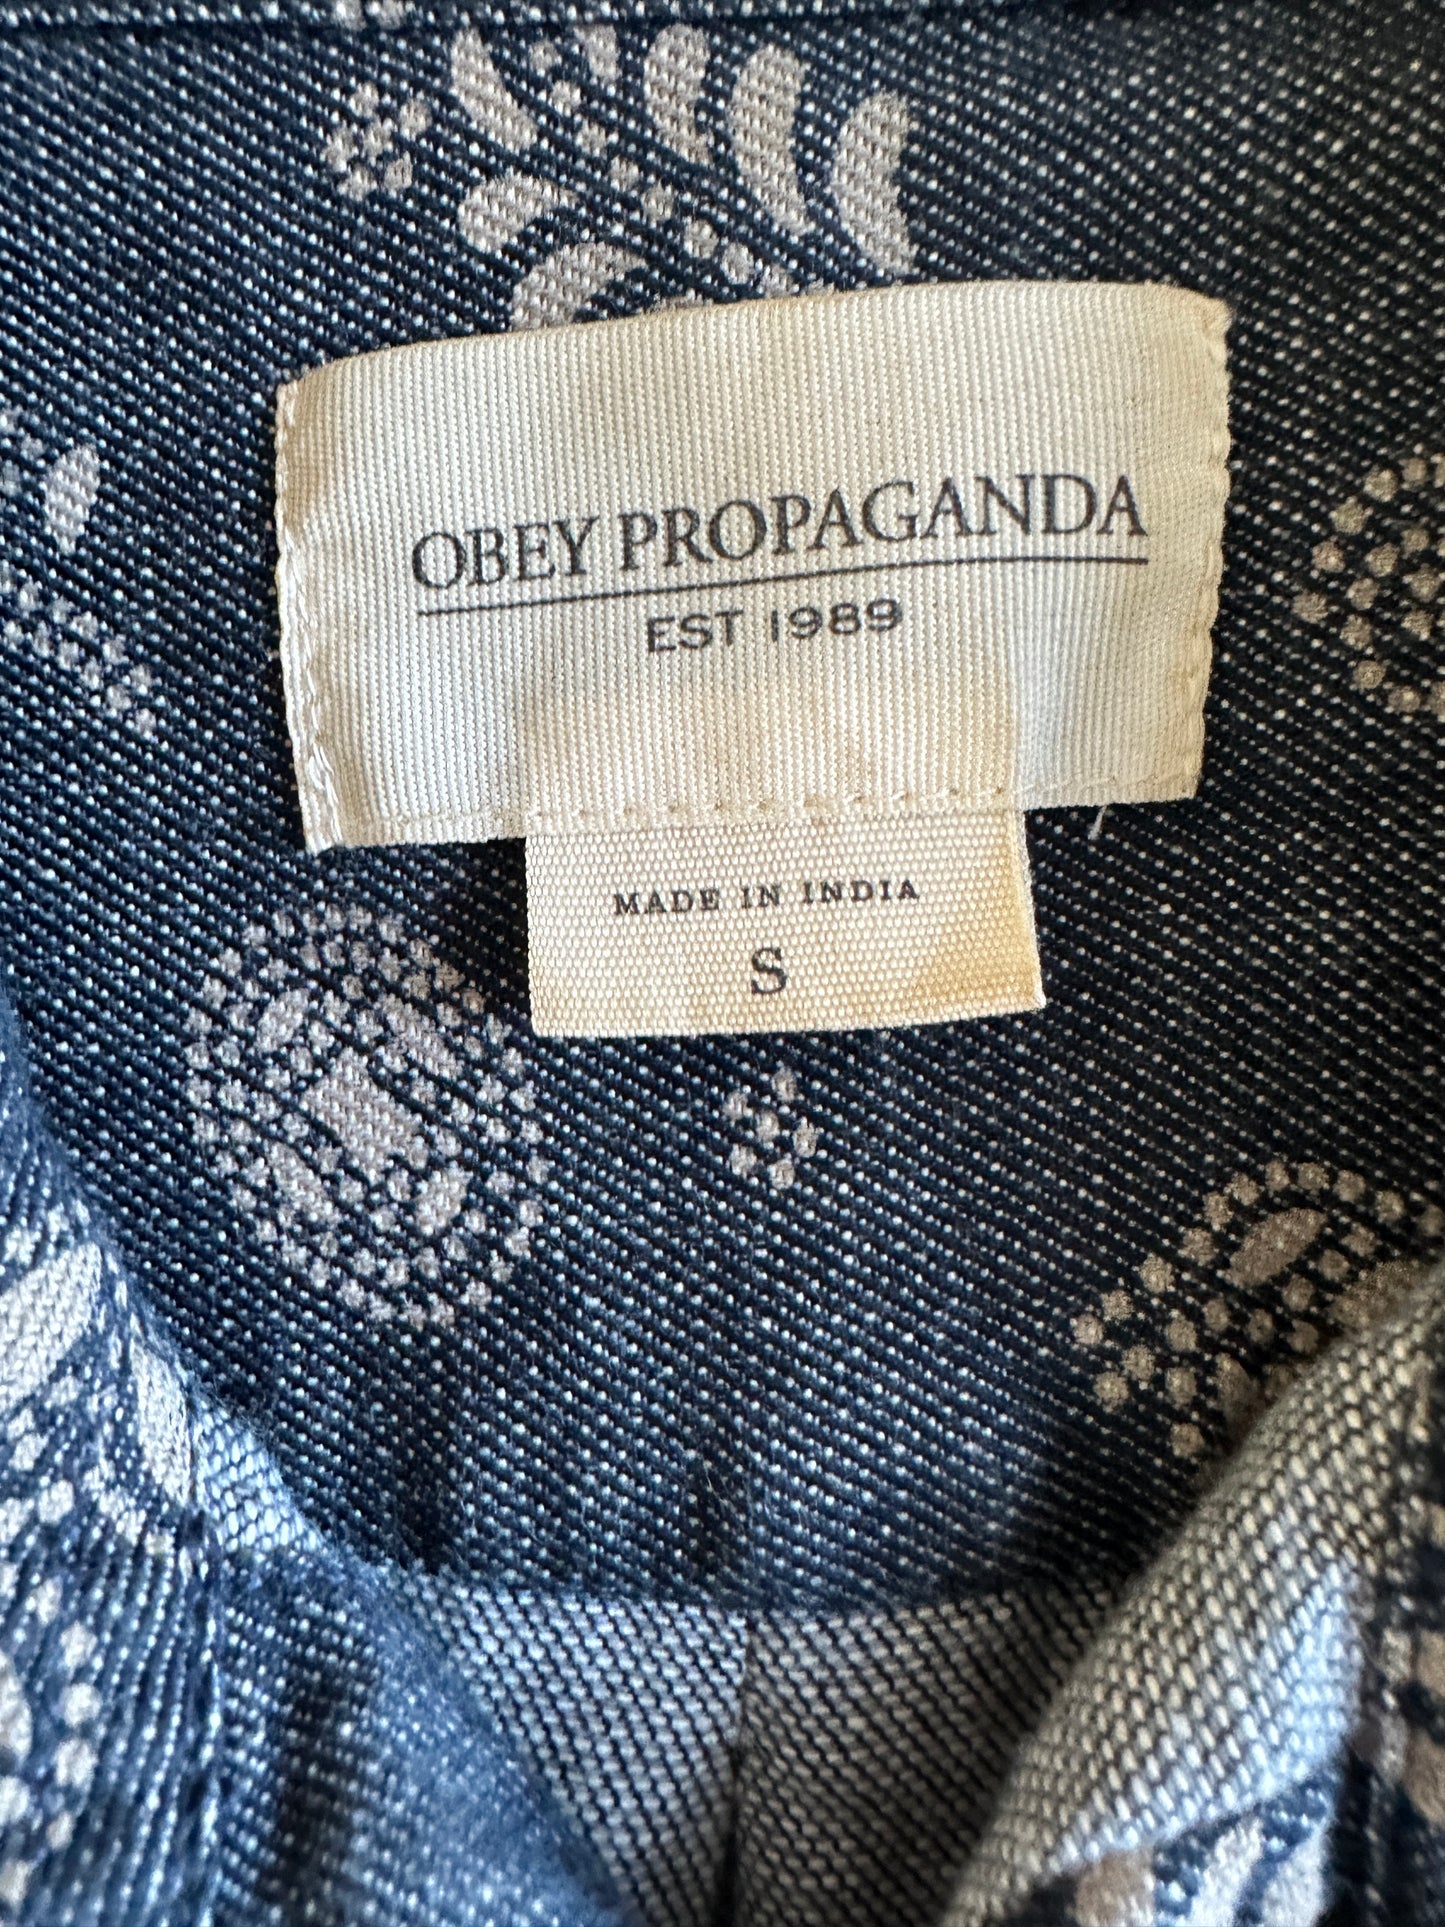 OBEY PROPAGANDA
EST 1989
MADE IN INDIA
S